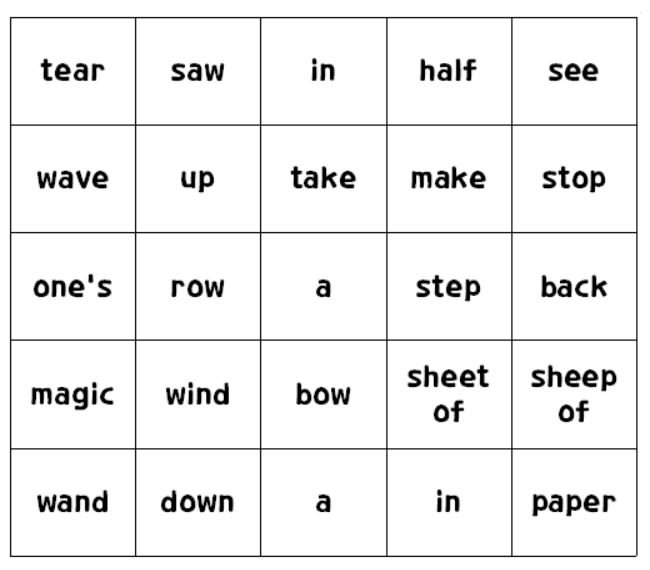 tear saw in half see
wave up take make stop
one's row a step back
magic wind bow sheet of sheep of
wand down a in paper